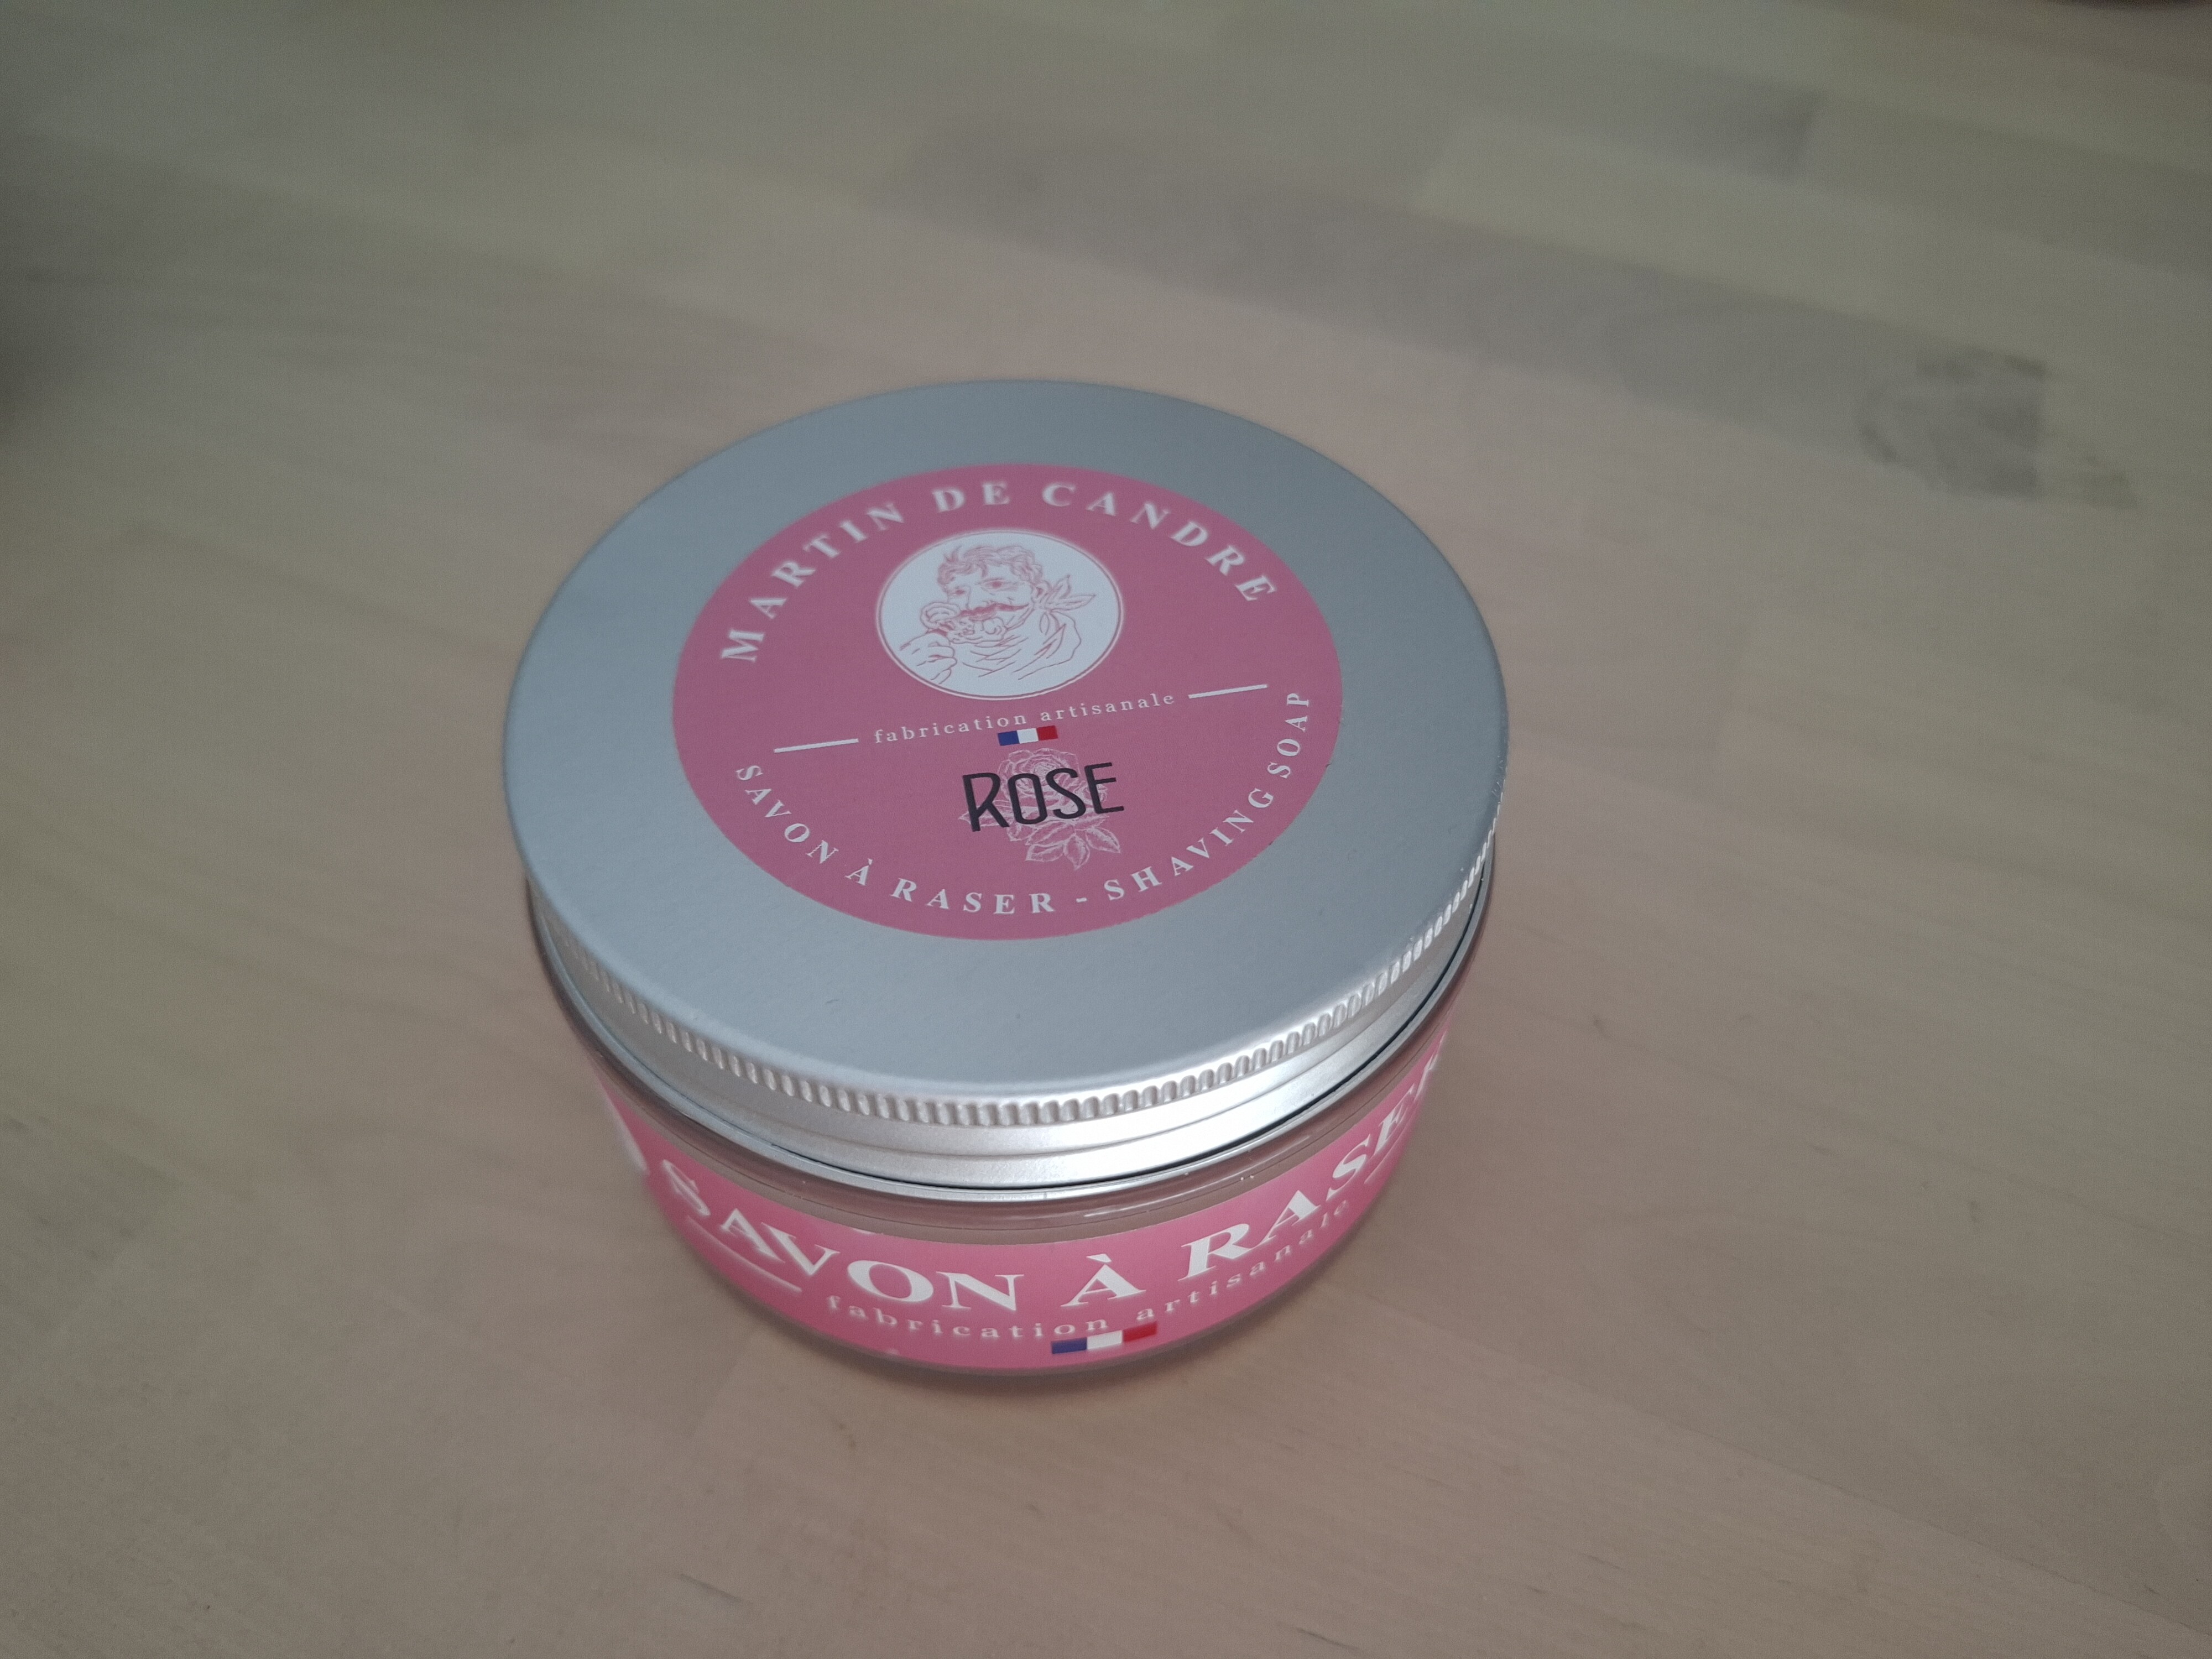 MARTIN DE CANDRE
fabrication artisanale
ROSE
SAVON À RASER - SHAVING SOAP
SAVON À RASER
fabrication artisanale